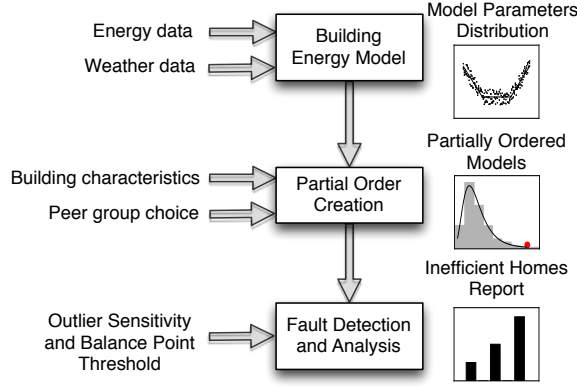 Model Parameters
Distribution
Energy data
Weather data
Building
Energy Model
Partially Ordered
Models
Building characteristics
Peer group choice
Partial Order
Creation
Inefficient Homes
Report
Outlier Sensitivity
and Balance Point
Threshold
Fault Detection
and Analysis